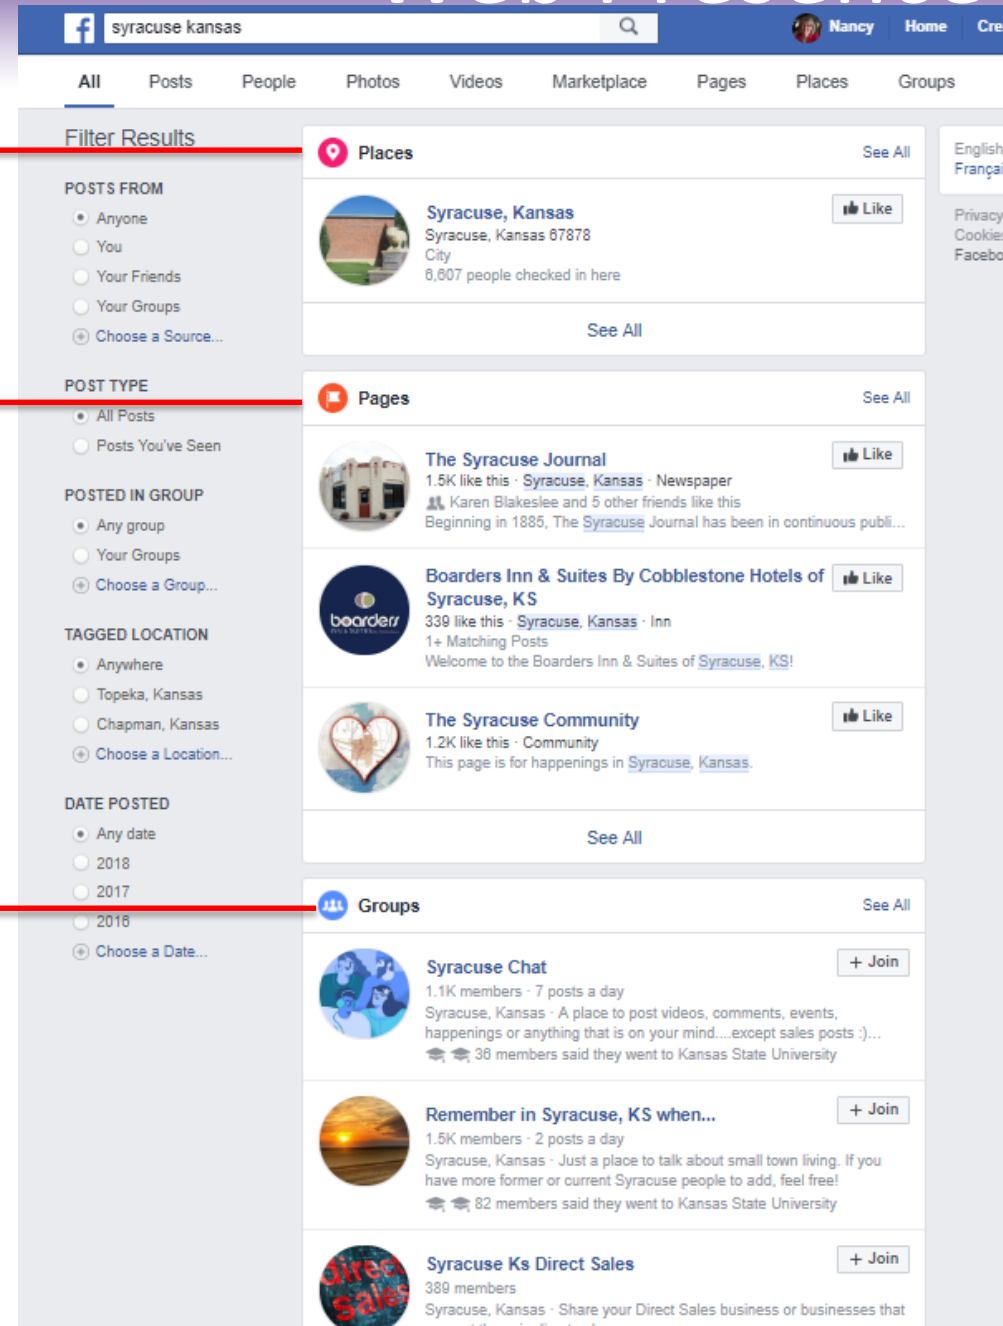 Web Presence
f syracuse kansas Nancy Home Cre
All Posts People Photos Videos Marketplace Pages Places Groups
Filter Results
POSTS FROM
Anyone
You
Your Friends
Your Groups
Choose a Source...
POST TYPE
All Posts
Posts You've Seen
POSTED IN GROUP
Any group
Your Groups
Choose a Group...
TAGGED LOCATION
Anywhere
Topeka, Kansas
Chapman, Kansas
Choose a Location...
DATE POSTED
Any date
2018
2017
2016
Choose a Date...
Places See All
Syracuse, Kansas Like
Syracuse, Kansas 67878
City
6,607 people checked in here
See All
Pages See All
The Syracuse Journal Like
1.5K like this · Syracuse, Kansas · Newspaper
Karen Blakeslee and 5 other friends like this
Beginning in 1885, The Syracuse Journal has been in continuous publi...
boarders
Boarders Inn & Suites By Cobblestone Hotels of Like
Syracuse, KS
339 like this · Syracuse, Kansas · Inn
1+ Matching Posts
Welcome to the Boarders Inn & Suites of Syracuse, KS!
The Syracuse Community Like
1.2K like this · Community
This page is for happenings in Syracuse, Kansas.
See All
Groups See All
Syracuse Chat + Join
1.1K members · 7 posts a day
Syracuse, Kansas · A place to post videos, comments, events,
happenings or anything that is on your mind....except sales posts :)...
36 members said they went to Kansas State University
Remember in Syracuse, KS when... + Join
1.5K members · 2 posts a day
Syracuse, Kansas · Just a place to talk about small town living. If you
have more former or current Syracuse people to add, feel free!
82 members said they went to Kansas State University
direct
sales
Syracuse Ks Direct Sales + Join
389 members
Syracuse, Kansas · Share your Direct Sales business or businesses that
English
Françai
Privacy
Cookies
Facebo